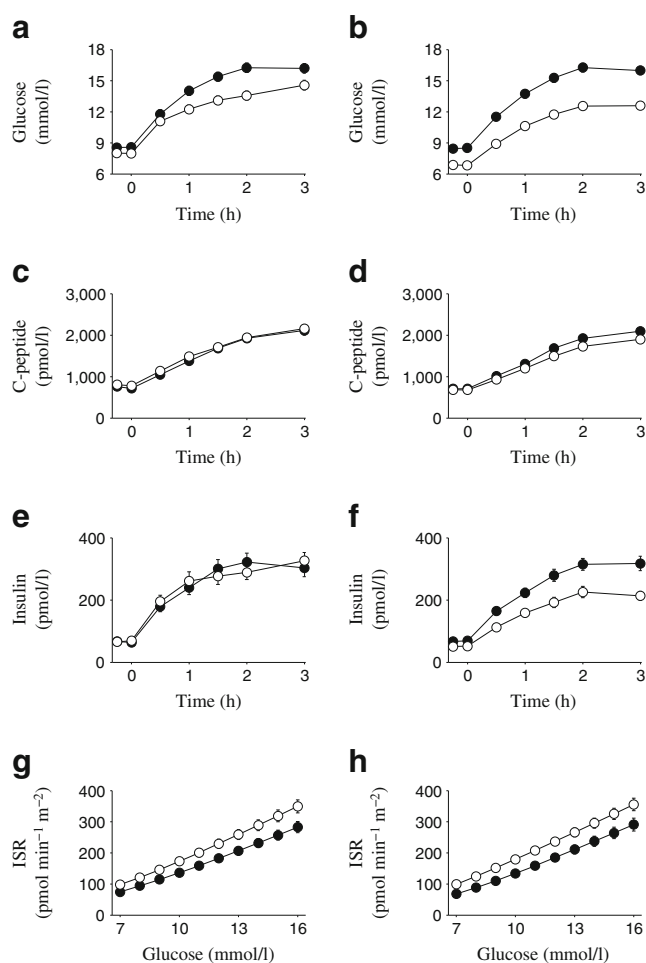 a
18
15
12
9
6
Glucose
(mmol/l)
0 1 2 3
Time (h)
b
18
15
12
9
6
Glucose
(mmol/l)
0 1 2 3
Time (h)
c
3,000
2,000
1,000
0
C-peptide
(pmol/l)
0 1 2 3
Time (h)
d
3,000
2,000
1,000
0
C-peptide
(pmol/l)
0 1 2 3
Time (h)
e
400
200
0
Insulin
(pmol/l)
0 1 2 3
Time (h)
f
400
200
0
Insulin
(pmol/l)
0 1 2 3
Time (h)
g
400
300
200
100
0
ISR
(pmol min⁻¹ m⁻²)
7 10 13 16
Glucose (mmol/l)
h
400
300
200
100
0
ISR
(pmol min⁻¹ m⁻²)
7 10 13 16
Glucose (mmol/l)